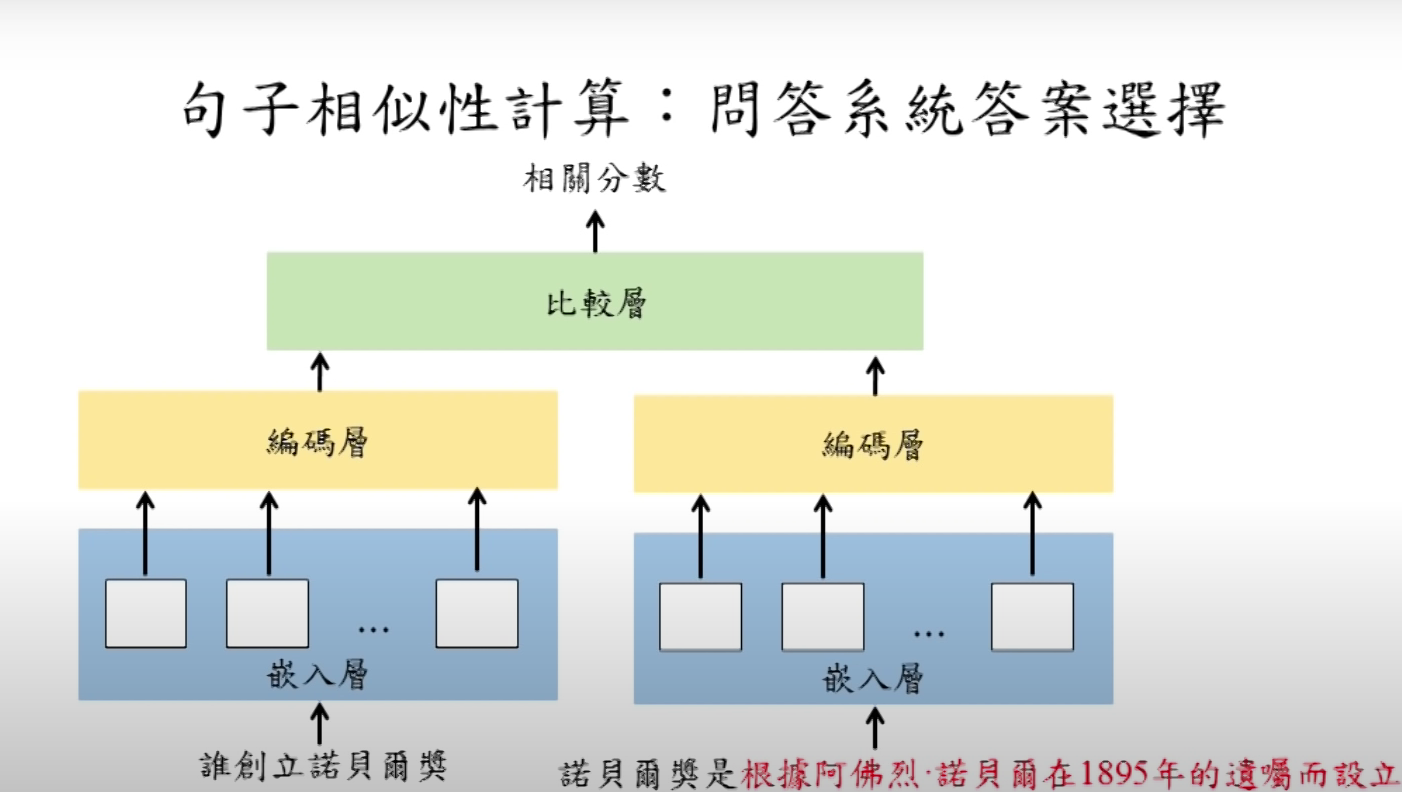 句子相似性計算：問答系統答案選擇
相關分數
比較層
編碼層
編碼層
...
...
嵌入層
嵌入層
誰創立諾貝爾獎
諾貝爾獎是根據阿佛烈·諾貝爾在1895年的遺囑而設立